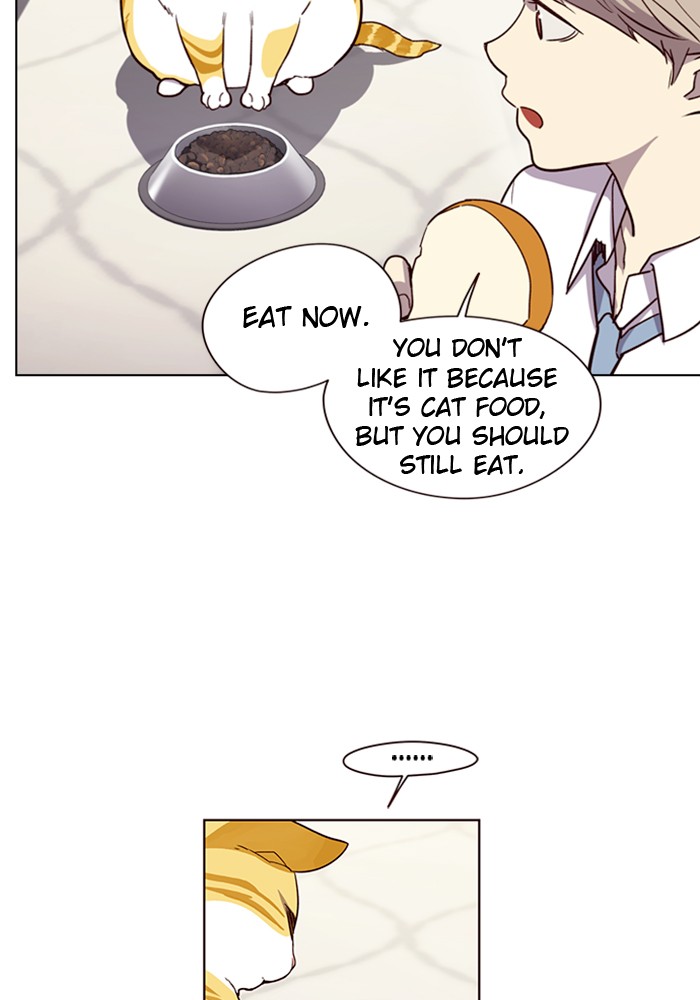 EAT NOW.
YOU DON'T
LIKE IT BECAUSE
IT'S CAT FOOD,
BUT YOU SHOULD
STILL EAT.
......